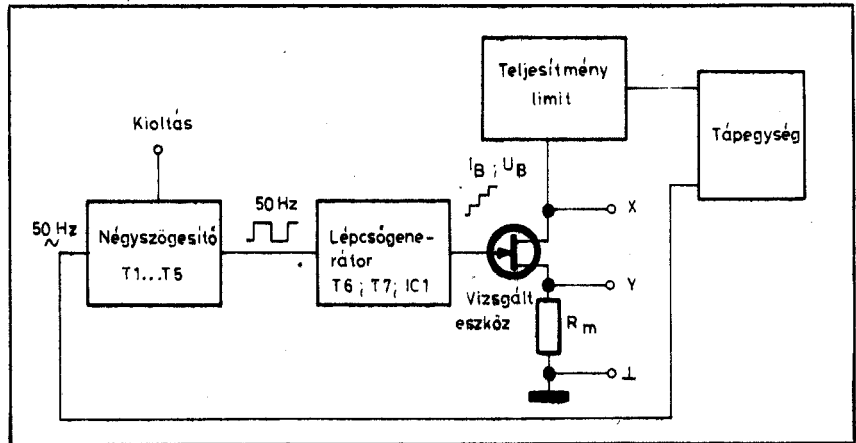 Teljesítmény
limit
Tápegység
Kioltás
I_B ; U_B
50 Hz
50 Hz
~
Négyszögesítő
T1...T5
Lépcsőgene-
rátor
T6 ; T7; IC1
X
Y
Vizsgált
eszköz
R_m
⊥